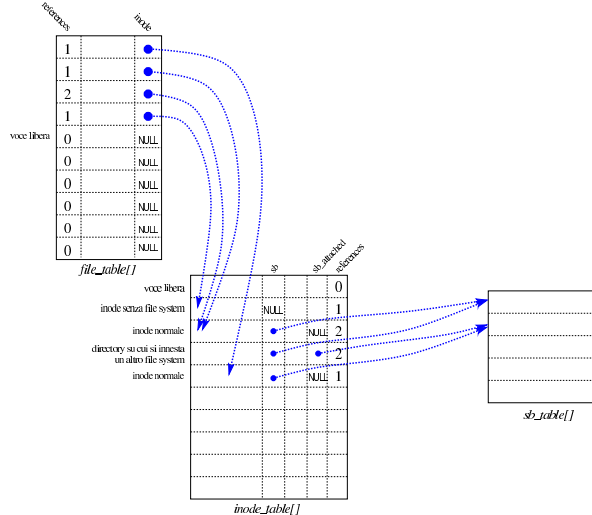 references
inode
1
1
2
1
voce libera
0
NULL
0
NULL
0
NULL
0
NULL
0
NULL
0
NULL
file_table[]
sb
sb_attached
references
voce libera
0
inode senza file system
NULL
1
inode normale
NULL
2
directory su cui si innesta
un altro file system
2
inode normale
NULL
1
inode_table[]
sb_table[]